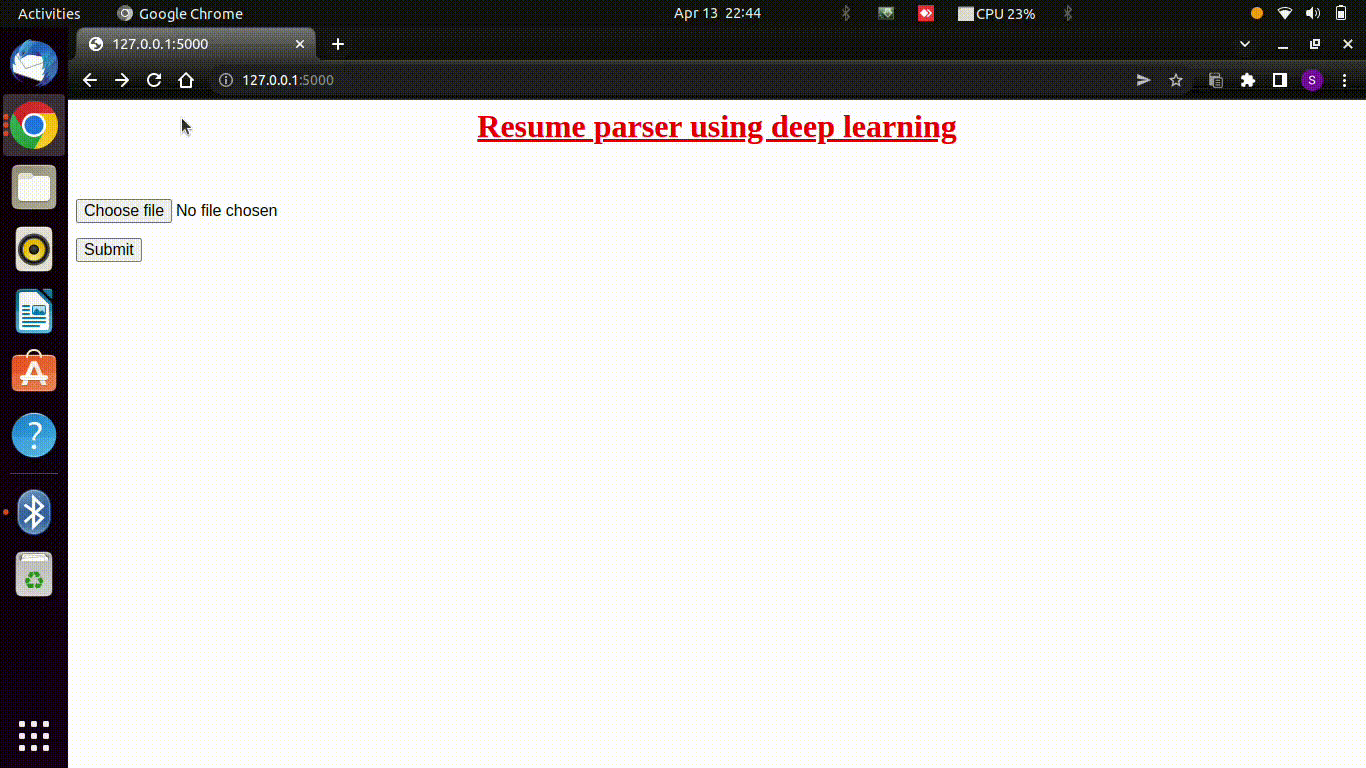 Activities Google Chrome Apr 13 22:44 CPU 23%
127.0.0.1:5000
127.0.0.1:5000 S
Resume parser using deep learning
Choose file No file chosen
Submit